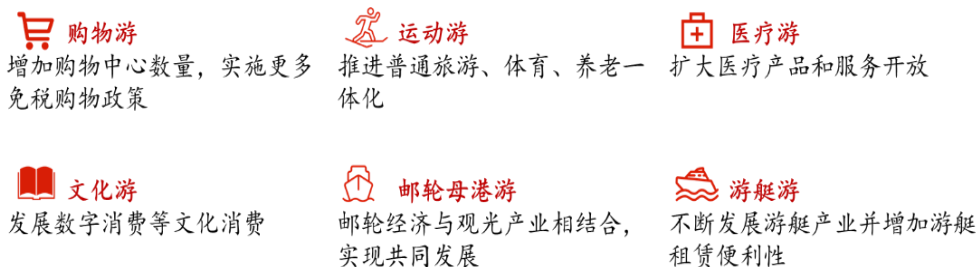 购物游
增加购物中心数量，实施更多
免税购物政策
运动游
推进普通旅游、体育、养老一
体化
医疗游
扩大医疗产品和服务开放
文化游
发展数字消费等文化消费
邮轮母港游
邮轮经济与观光产业相结合，
实现共同发展
游艇游
不断发展游艇产业并增加游艇
租赁便利性